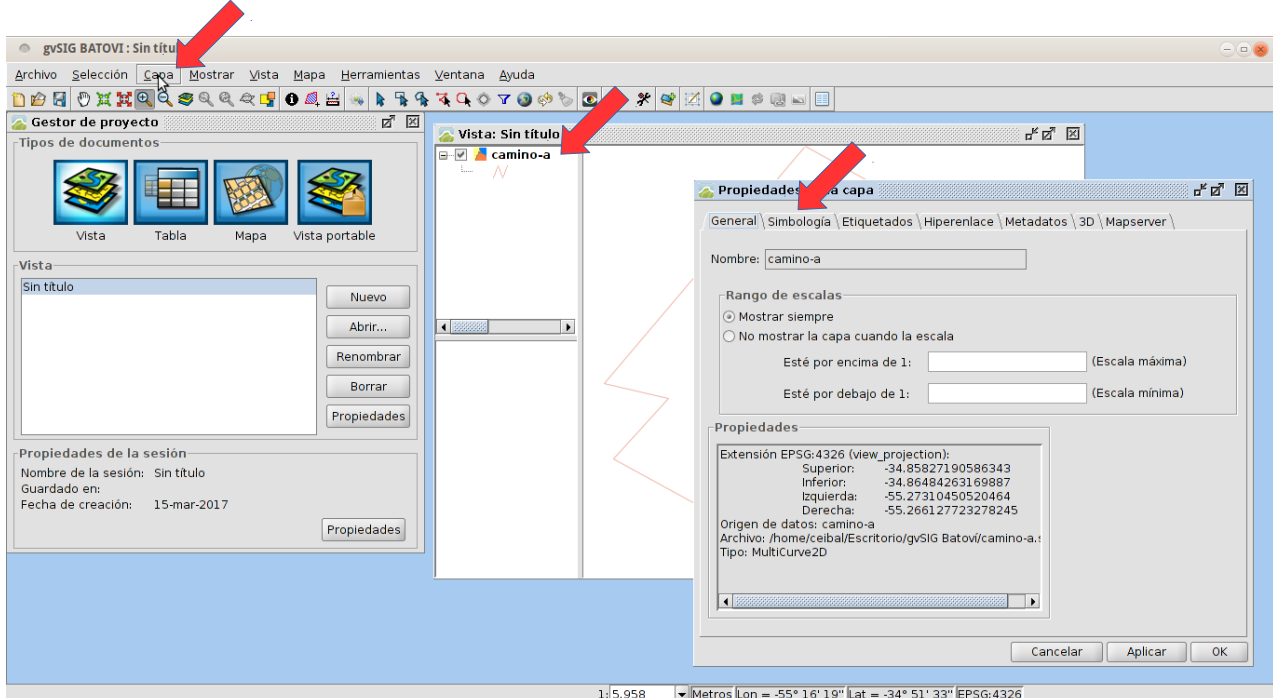 gvSIG BATOVI : Sin títu
Archivo Selección Capa Mostrar Vista Mapa Herramientas Ventana Ayuda
Gestor de proyecto
Tipos de documentos
Vista Tabla Mapa Vista portable
Vista
Sin título
Nuevo
Abrir...
Renombrar
Borrar
Propiedades
Propiedades de la sesión
Nombre de la sesión: Sin título
Guardado en:
Fecha de creación: 15-mar-2017
Propiedades
Vista: Sin título
camino-a
Propiedades a capa
General Simbología Etiquetados Hiperenlace Metadatos 3D Mapserver
Nombre: camino-a
Rango de escalas
Mostrar siempre
No mostrar la capa cuando la escala
Esté por encima de 1: (Escala máxima)
Esté por debajo de 1: (Escala mínima)
Propiedades
Extensión EPSG:4326 (view_projection):
Superior: -34.85827190586343
Inferior: -34.86484263169887
Izquierda: -55.27310450520464
Derecha: -55.266127723278245
Origen de datos: camino-a
Archivo: /home/ceibal/Escritorio/gvSIG Batoví/camino-a.s
Tipo: MultiCurve2D
Cancelar Aplicar OK
1: 5.958 Metros Lon = -55° 16' 19" Lat = -34° 51' 33" EPSG:4326